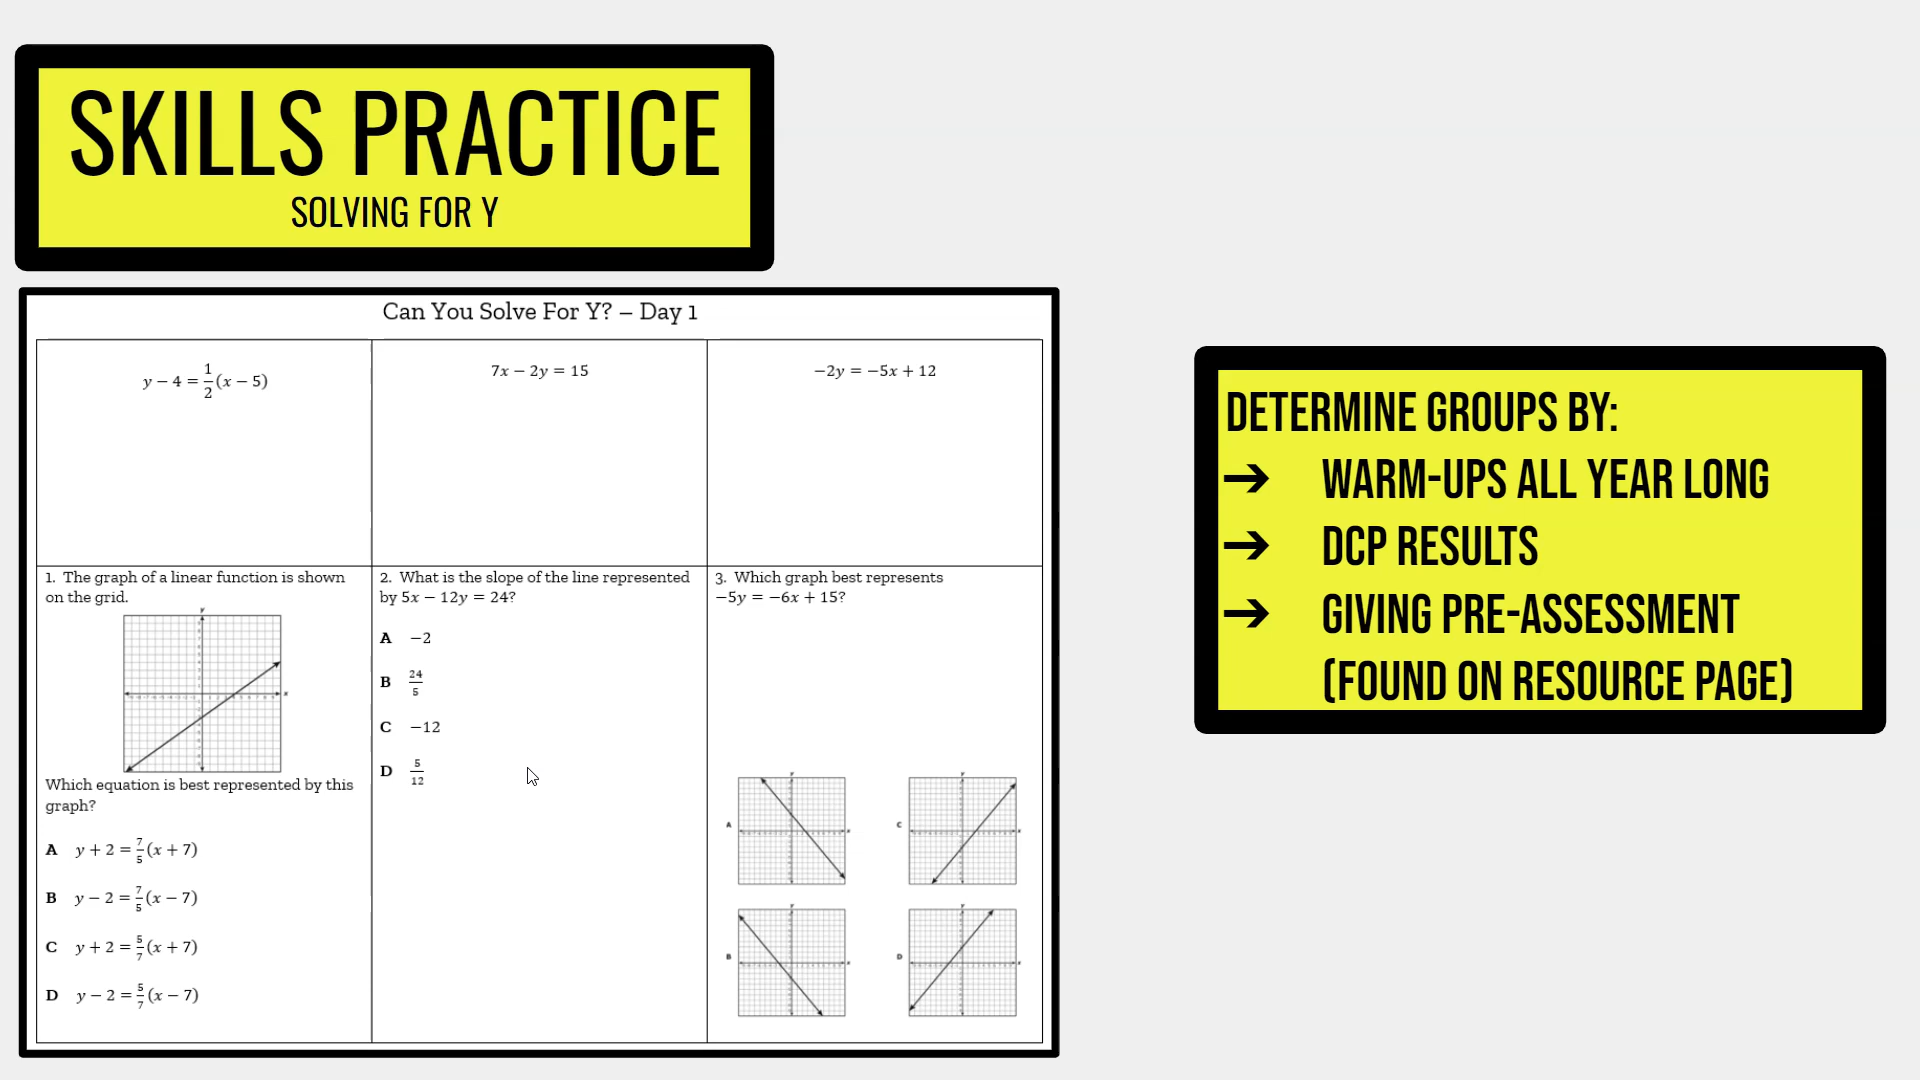 SKILLS PRACTICE
SOLVING FOR Y
Can You Solve For Y? – Day 1
y − 4 = 1/2 (x − 5)
7x − 2y = 15
−2y = −5x + 12
1. The graph of a linear function is shown
on the grid.
y
x
Which equation is best represented by this
graph?
A y + 2 = 7/5 (x + 7)
B y − 2 = 7/5 (x − 7)
C y + 2 = 5/7 (x + 7)
D y − 2 = 5/7 (x − 7)
2. What is the slope of the line represented
by 5x − 12y = 24?
A −2
B 24/5
C −12
D 5/12
3. Which graph best represents
−5y = −6x + 15?
A
C
B
D
DETERMINE GROUPS BY:
➔ WARM-UPS ALL YEAR LONG
➔ DCP RESULTS
➔ GIVING PRE-ASSESSMENT
(FOUND ON RESOURCE PAGE)